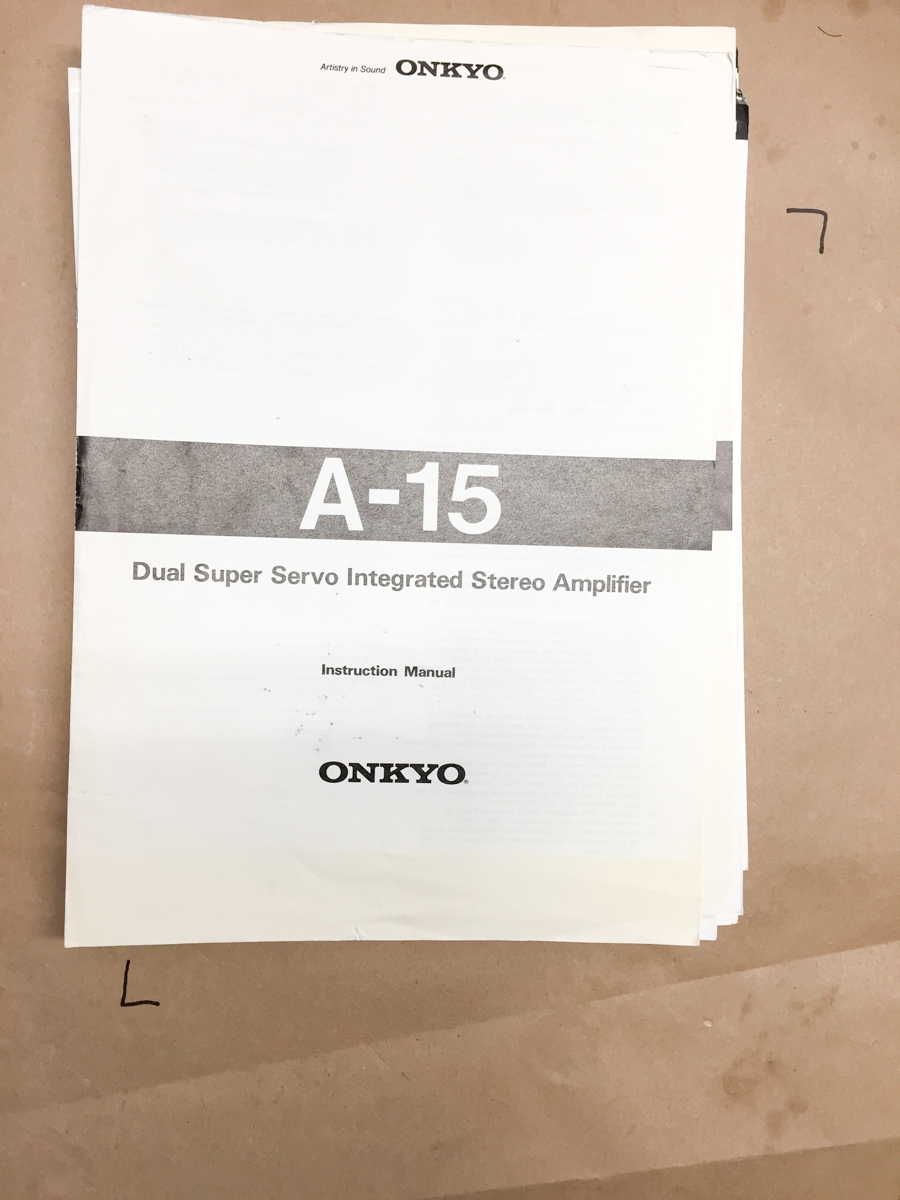 Artistry in Sound ONKYO®
A-15
Dual Super Servo Integrated Stereo Amplifier
Instruction Manual
ONKYO®